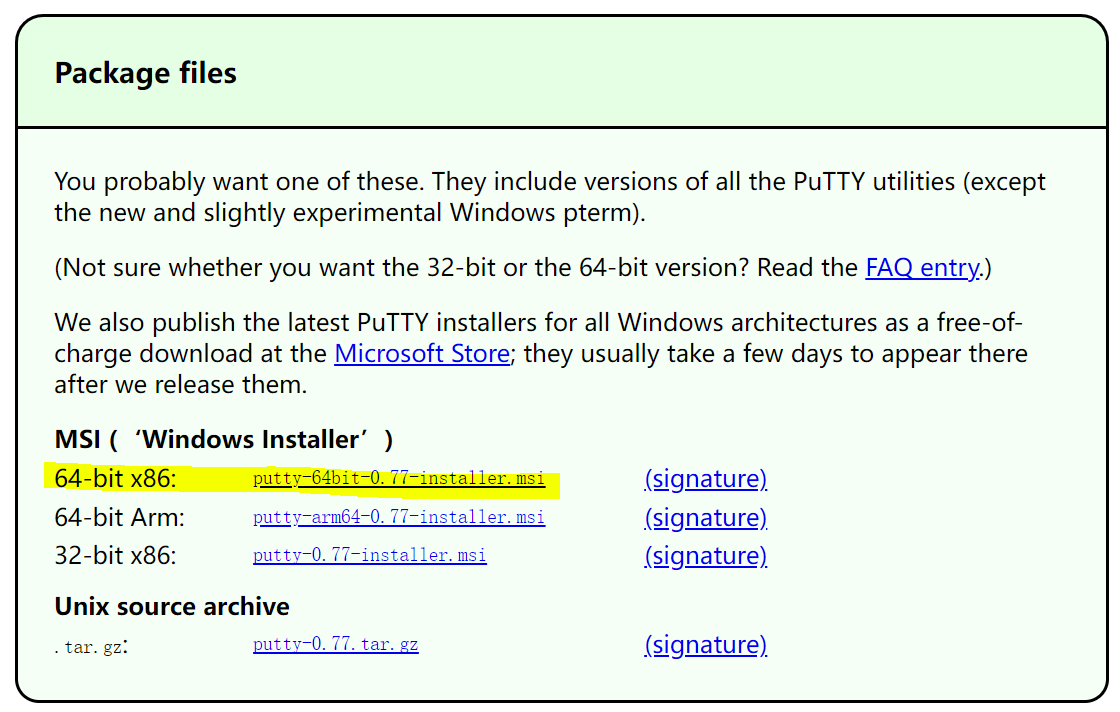 Package files
You probably want one of these. They include versions of all the PuTTY utilities (except
the new and slightly experimental Windows pterm).
(Not sure whether you want the 32-bit or the 64-bit version? Read the FAQ entry.)
We also publish the latest PuTTY installers for all Windows architectures as a free-of-
charge download at the Microsoft Store; they usually take a few days to appear there
after we release them.
MSI (‘Windows Installer’)
64-bit x86: putty-64bit-0.77-installer.msi (signature)
64-bit Arm: putty-arm64-0.77-installer.msi (signature)
32-bit x86: putty-0.77-installer.msi (signature)
Unix source archive
.tar.gz: putty-0.77.tar.gz (signature)